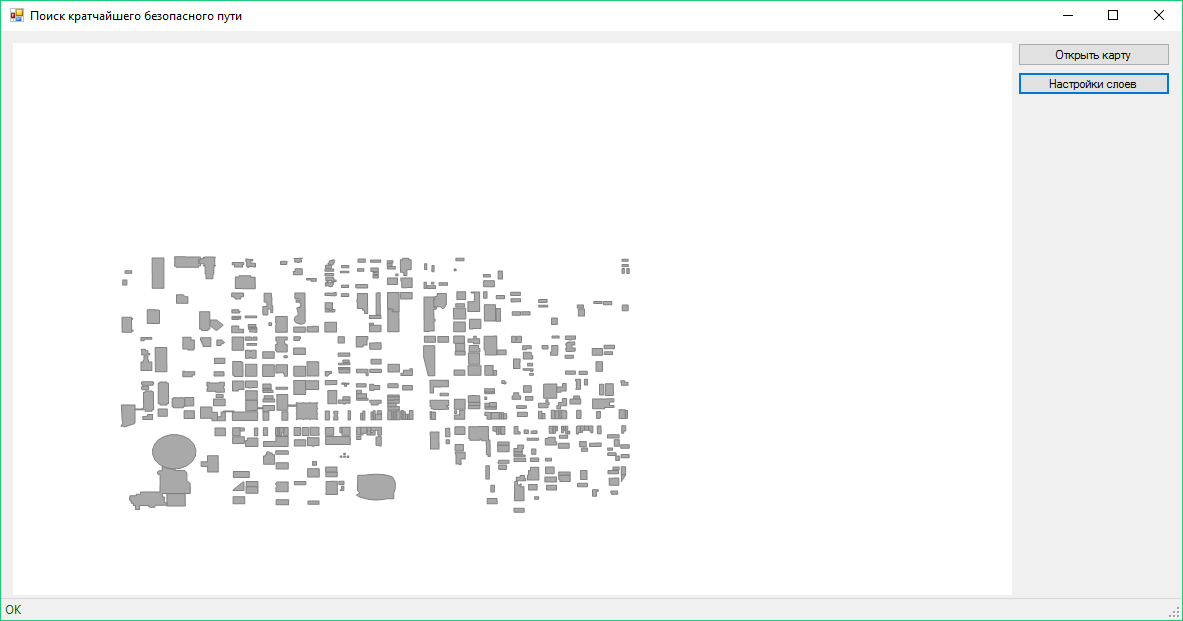 Поиск кратчайшего безопасного пути
Открыть карту
Настройки слоев
OK